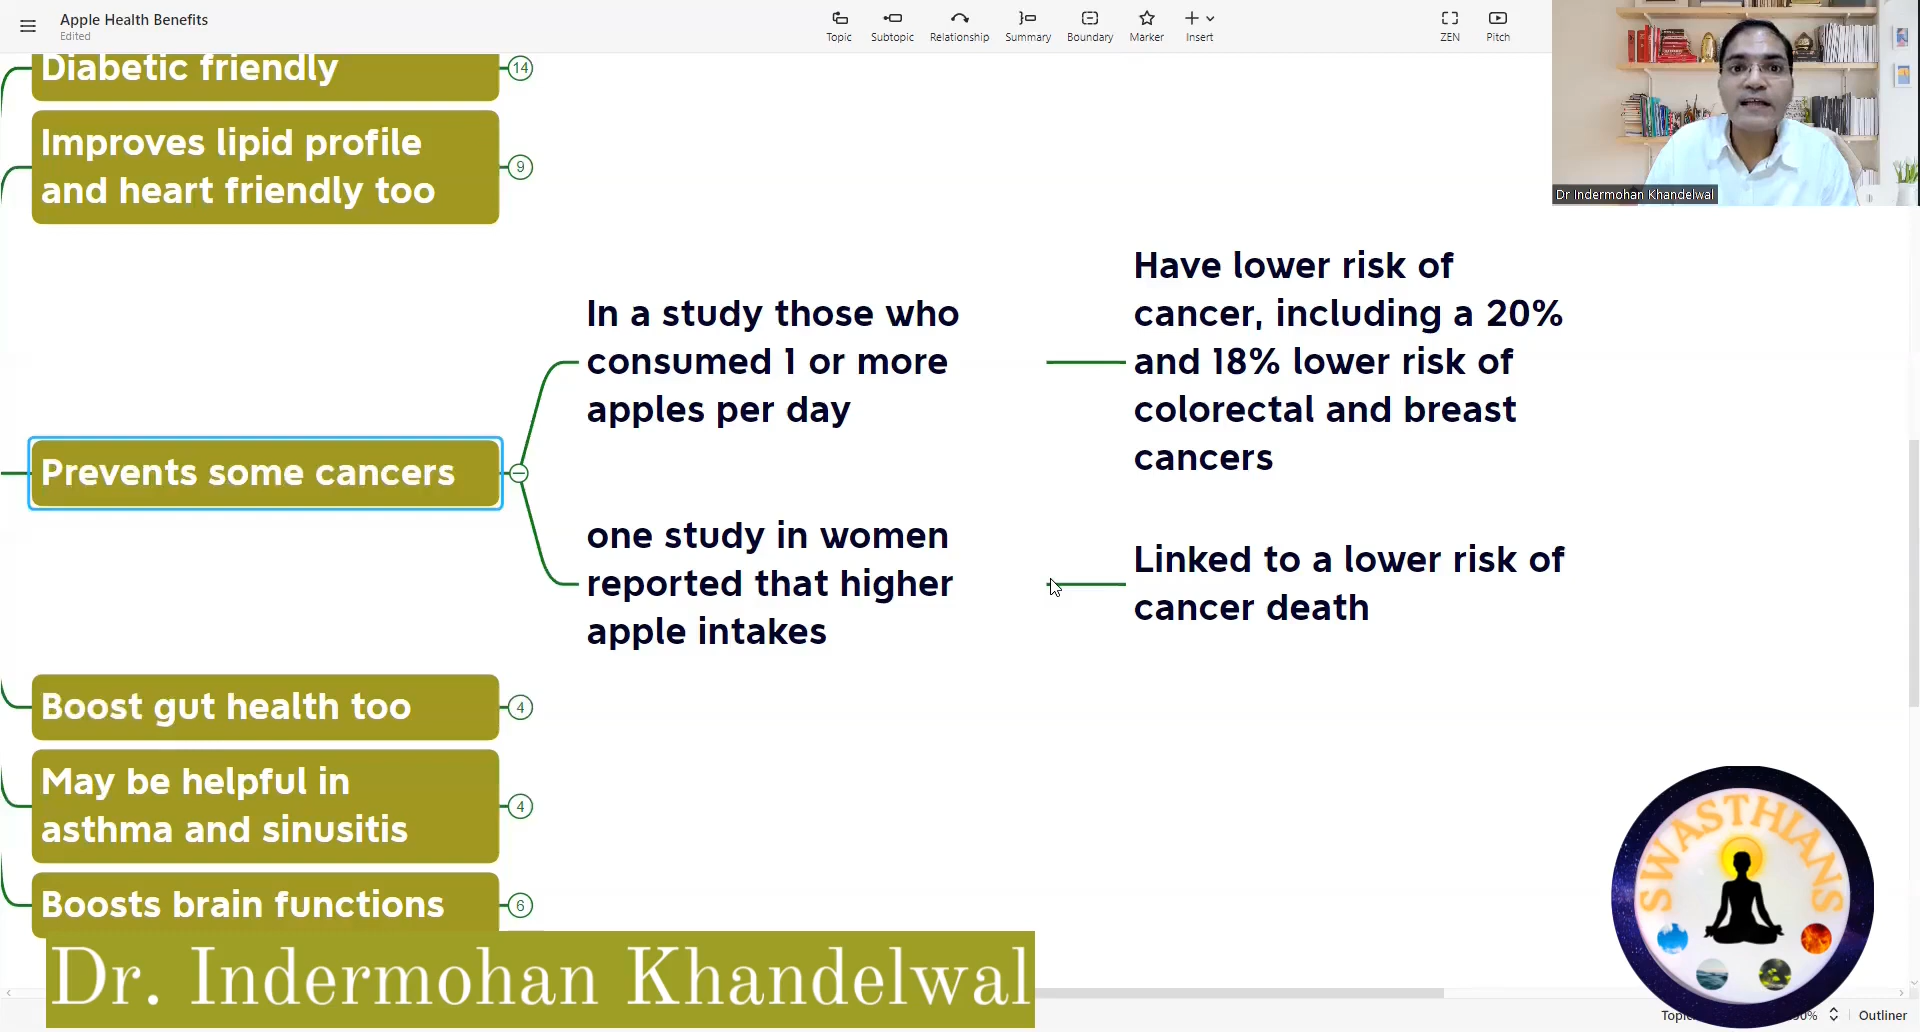 Apple Health Benefits
Edited
Topic
Subtopic
Relationship
Summary
Boundary
Marker
Insert
ZEN
Pitch
Dr Indermohan Khandelwal
Diabetic friendly
14
Improves lipid profile
and heart friendly too
9
Prevents some cancers
In a study those who
consumed 1 or more
apples per day
Have lower risk of
cancer, including a 20%
and 18% lower risk of
colorectal and breast
cancers
one study in women
reported that higher
apple intakes
Linked to a lower risk of
cancer death
Boost gut health too
4
May be helpful in
asthma and sinusitis
4
Boosts brain functions
6
Dr. Indermohan Khandelwal
SWASTHIANS
Outliner